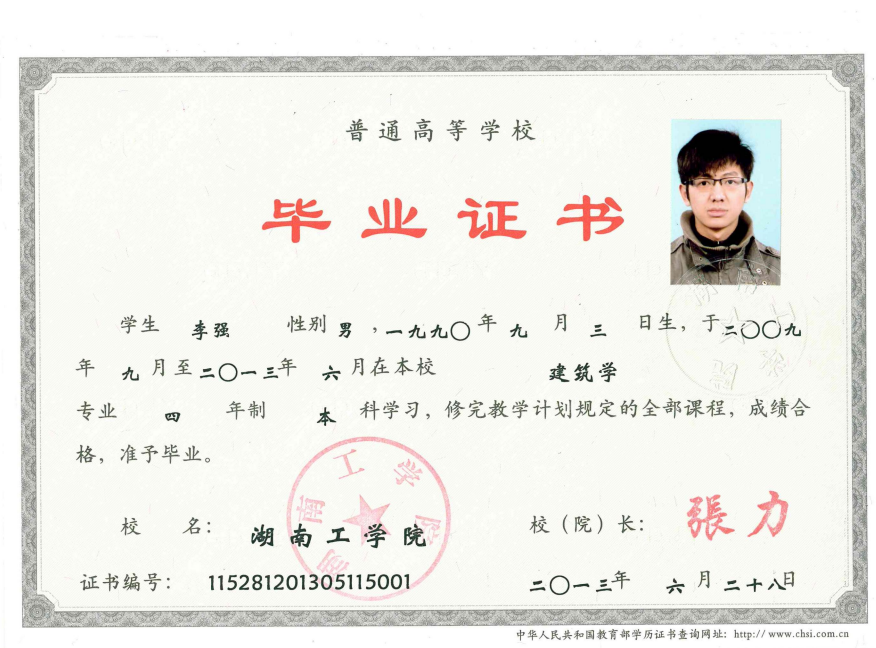 普通高等学校
毕业证书
学生 李强 性别 男 ,一九九〇年 九 月 三 日生，于二〇〇九
年 九 月至二〇一三年 六 月在本校 建筑学
专业 四 年制 本 科学习，修完教学计划规定的全部课程，成绩合
格，准予毕业。
湖南工学院
校 名： 湖南工学院 校（院）长： 張力
证书编号： 115281201305115001 二〇一三年 六 月二十八日
中华人民共和国教育部学历证书查询网址：http://www.chsi.com.cn